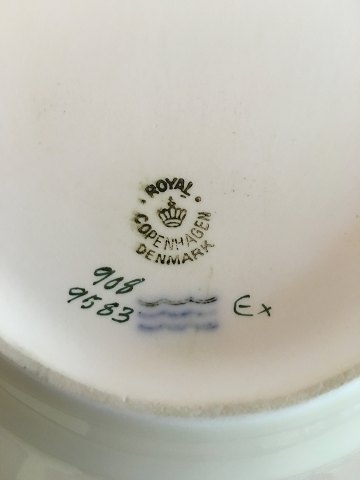 ROYAL
COPENHAGEN
DENMARK
908
9583 Ex